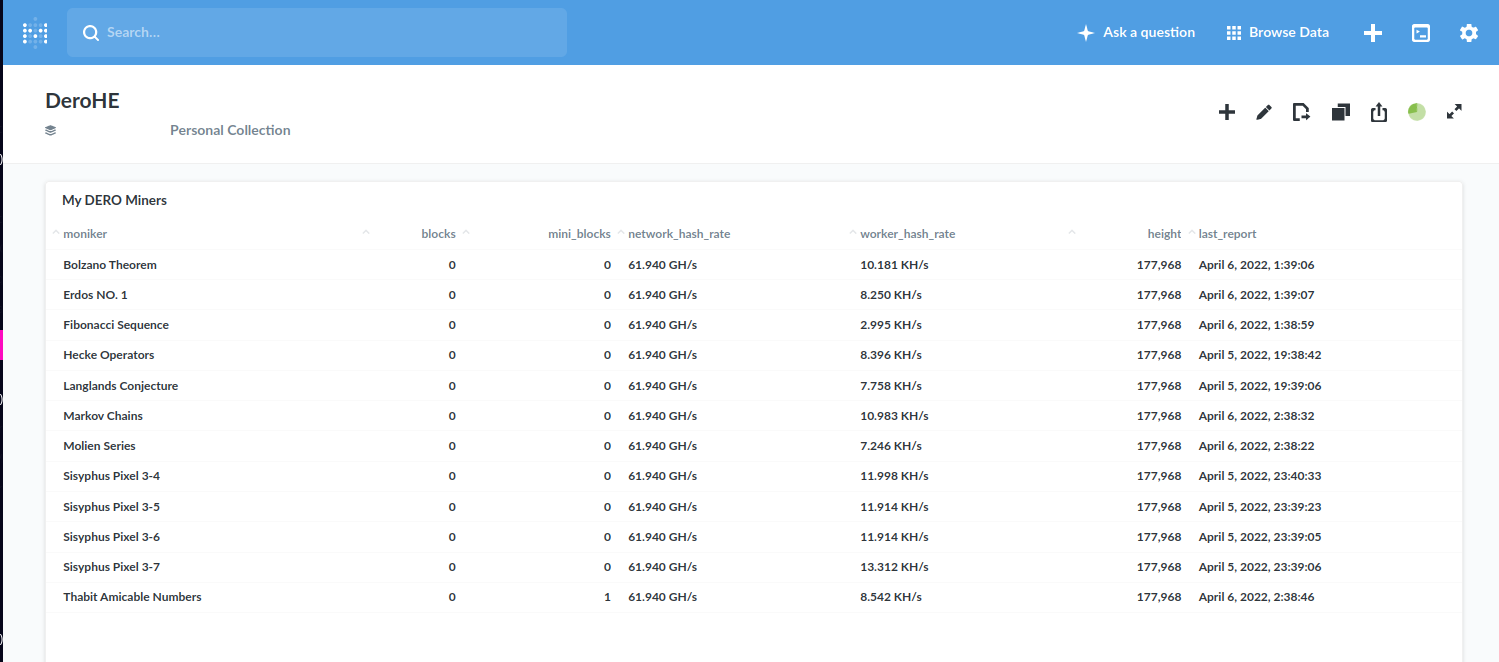 Search...
Ask a question
Browse Data
DeroHE
Personal Collection
My DERO Miners
moniker blocks mini_blocks network_hash_rate worker_hash_rate height last_report
Bolzano Theorem 0 0 61.940 GH/s 10.181 KH/s 177,968 April 6, 2022, 1:39:06
Erdos NO. 1 0 0 61.940 GH/s 8.250 KH/s 177,968 April 6, 2022, 1:39:07
Fibonacci Sequence 0 0 61.940 GH/s 2.995 KH/s 177,968 April 6, 2022, 1:38:59
Hecke Operators 0 0 61.940 GH/s 8.396 KH/s 177,968 April 5, 2022, 19:38:42
Langlands Conjecture 0 0 61.940 GH/s 7.758 KH/s 177,968 April 5, 2022, 19:39:06
Markov Chains 0 0 61.940 GH/s 10.983 KH/s 177,968 April 6, 2022, 2:38:32
Molien Series 0 0 61.940 GH/s 7.246 KH/s 177,968 April 6, 2022, 2:38:22
Sisyphus Pixel 3-4 0 0 61.940 GH/s 11.998 KH/s 177,968 April 5, 2022, 23:40:33
Sisyphus Pixel 3-5 0 0 61.940 GH/s 11.914 KH/s 177,968 April 5, 2022, 23:39:23
Sisyphus Pixel 3-6 0 0 61.940 GH/s 11.914 KH/s 177,968 April 5, 2022, 23:39:05
Sisyphus Pixel 3-7 0 0 61.940 GH/s 13.312 KH/s 177,968 April 5, 2022, 23:39:06
Thabit Amicable Numbers 0 1 61.940 GH/s 8.542 KH/s 177,968 April 6, 2022, 2:38:46